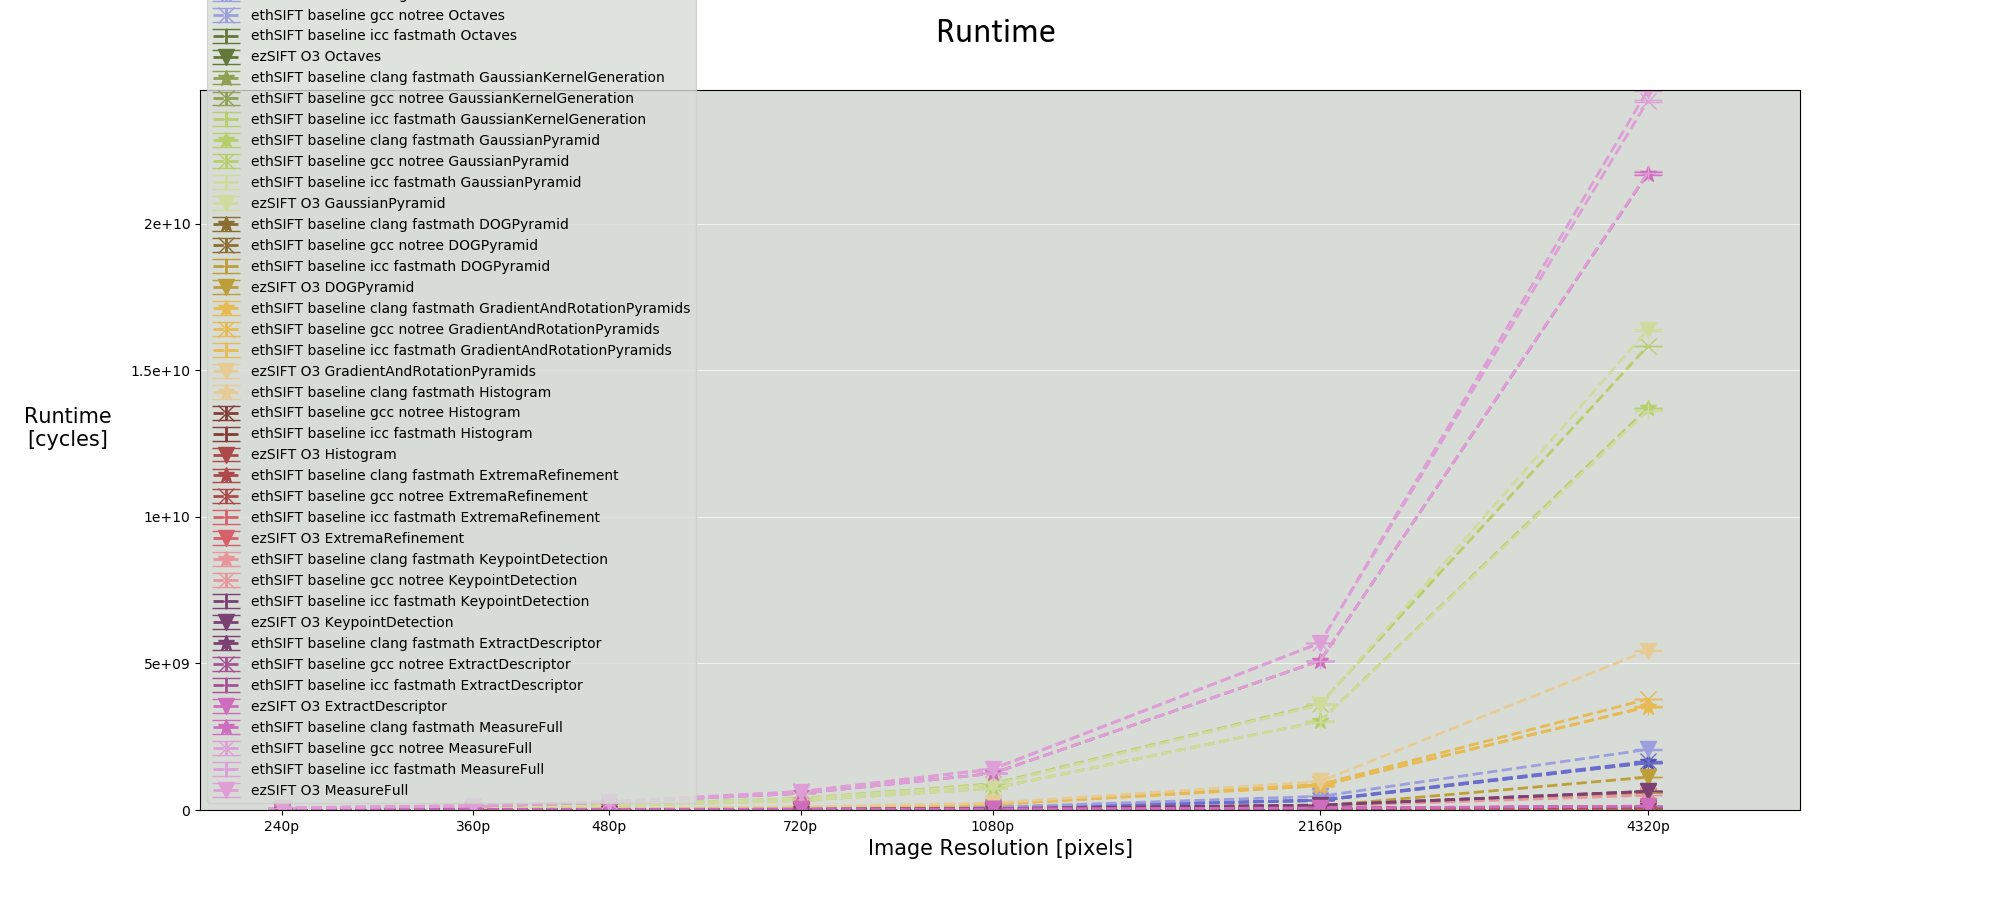 ethSIFT baseline gcc notree Octaves
Runtime
ethSIFT baseline icc fastmath Octaves
ezSIFT O3 Octaves
ethSIFT baseline clang fastmath GaussianKernelGeneration
ethSIFT baseline gcc notree GaussianKernelGeneration
ethSIFT baseline icc fastmath GaussianKernelGeneration
ethSIFT baseline clang fastmath GaussianPyramid
ethSIFT baseline gcc notree GaussianPyramid
ethSIFT baseline icc fastmath GaussianPyramid
ezSIFT O3 GaussianPyramid
ethSIFT baseline clang fastmath DOGPyramid
ethSIFT baseline gcc notree DOGPyramid
ethSIFT baseline icc fastmath DOGPyramid
ezSIFT O3 DOGPyramid
ethSIFT baseline clang fastmath GradientAndRotationPyramids
ethSIFT baseline gcc notree GradientAndRotationPyramids
ethSIFT baseline icc fastmath GradientAndRotationPyramids
ezSIFT O3 GradientAndRotationPyramids
ethSIFT baseline clang fastmath Histogram
ethSIFT baseline gcc notree Histogram
ethSIFT baseline icc fastmath Histogram
ezSIFT O3 Histogram
ethSIFT baseline clang fastmath ExtremaRefinement
ethSIFT baseline gcc notree ExtremaRefinement
ethSIFT baseline icc fastmath ExtremaRefinement
ezSIFT O3 ExtremaRefinement
ethSIFT baseline clang fastmath KeypointDetection
ethSIFT baseline gcc notree KeypointDetection
ethSIFT baseline icc fastmath KeypointDetection
ezSIFT O3 KeypointDetection
ethSIFT baseline clang fastmath ExtractDescriptor
ethSIFT baseline gcc notree ExtractDescriptor
ethSIFT baseline icc fastmath ExtractDescriptor
ezSIFT O3 ExtractDescriptor
ethSIFT baseline clang fastmath MeasureFull
ethSIFT baseline gcc notree MeasureFull
ethSIFT baseline icc fastmath MeasureFull
ezSIFT O3 MeasureFull
2e+10
1.5e+10
1e+10
5e+09
0
Runtime
[cycles]
240p 360p 480p 720p 1080p 2160p 4320p
Image Resolution [pixels]